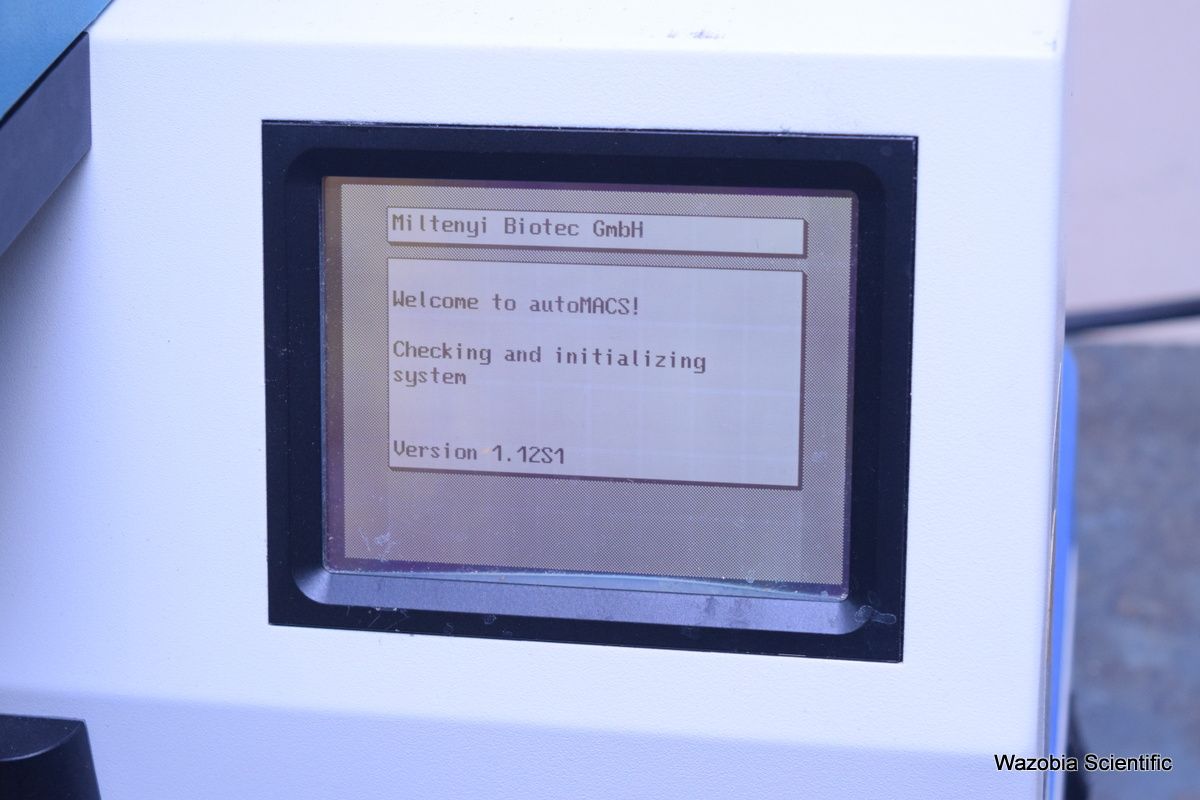 Miltenyi Biotec GmbH
Welcome to autoMACS!
Checking and initializing
system
Version 1.12S1
Wazobia Scientific